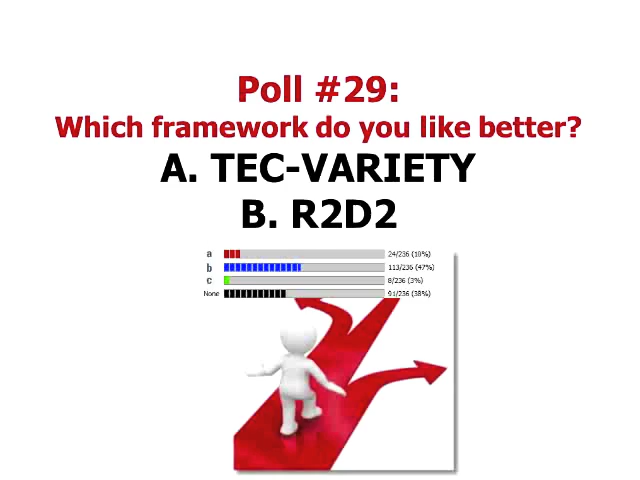 Poll #29:
Which framework do you like better?
A. TEC-VARIETY
B. R2D2
a 24/236 (10%)
b 113/236 (47%)
c 8/236 (3%)
None 91/236 (38%)